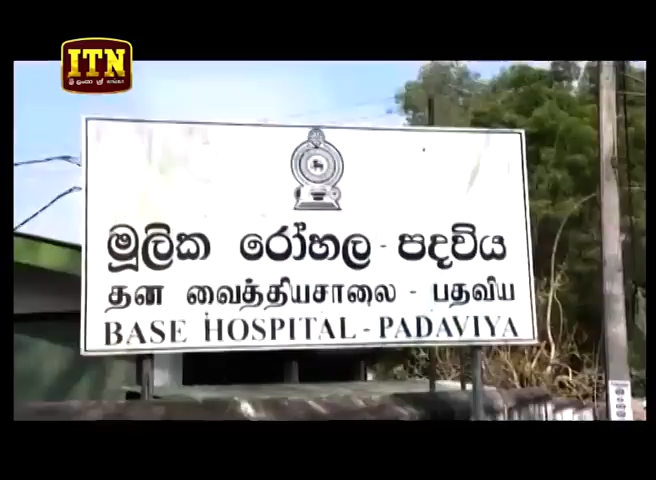 ITN
මූලික රෝහල - පදවිය
தள வைத்தியசாலை - பதவிய
BASE HOSPITAL - PADAVIYA